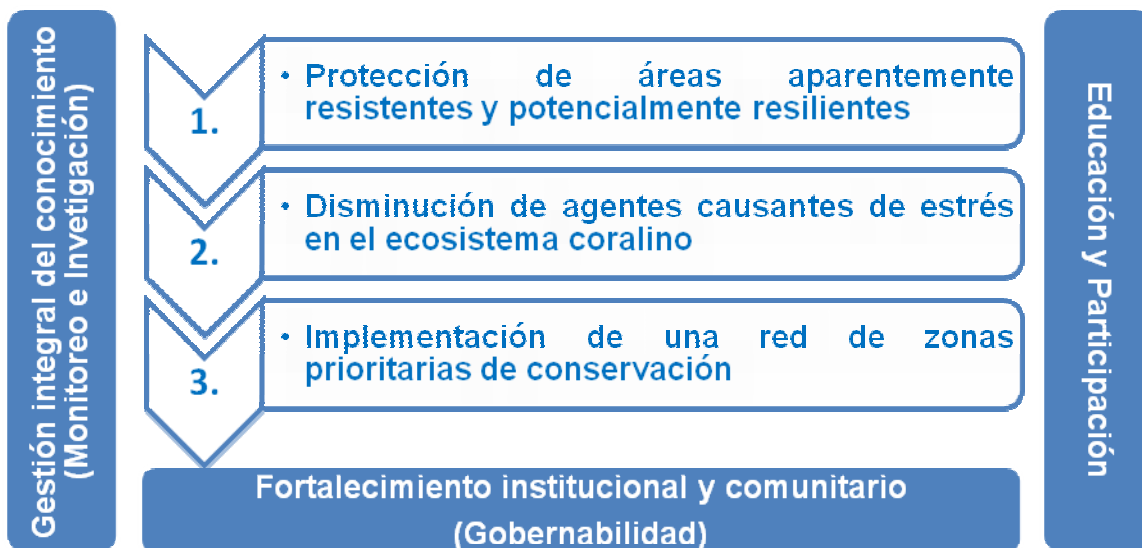 Gestión integral del conocimiento
(Monitoreo e Invetigación)
1.
• Protección de áreas aparentemente
resistentes y potencialmente resilientes
2.
• Disminución de agentes causantes de estrés
en el ecosistema coralino
3.
• Implementación de una red de zonas
prioritarias de conservación
Fortalecimiento institucional y comunitario
(Gobernabilidad)
Educación y Participación